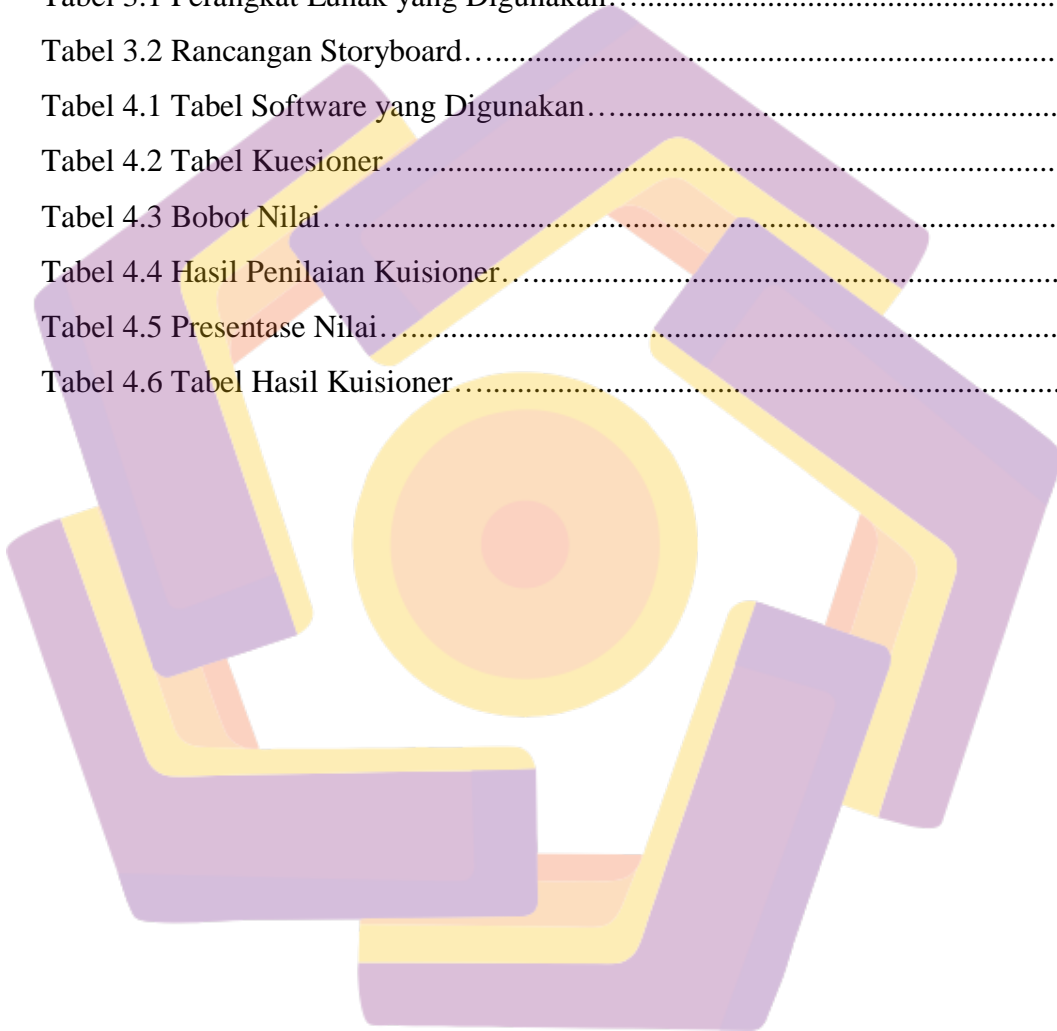 Tabel 3.1 Perangkat Lunak yang Digunakan….......................................................
Tabel 3.2 Rancangan Storyboard….......................................................................
Tabel 4.1 Tabel Software yang Digunakan….......................................................
Tabel 4.2 Tabel Kuesioner….................................................................................
Tabel 4.3 Bobot Nilai….........................................................................................
Tabel 4.4 Hasil Penilaian Kuisioner…...................................................................
Tabel 4.5 Presentase Nilai…..................................................................................
Tabel 4.6 Tabel Hasil Kuisioner….........................................................................